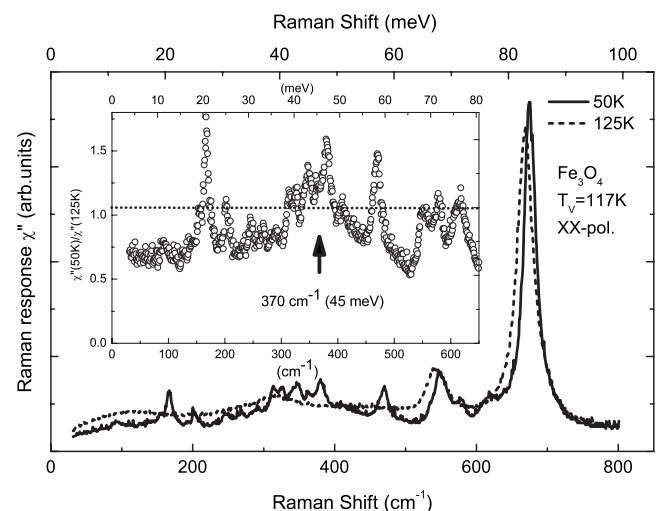 Raman Shift (meV)
0 20 40 60 80 100
(meV)
0 10 20 30 40 50 60 70 80
50K
125K
Fe₃O₄
T_V=117K
XX-pol.
1.5
1.0
0.5
0.0
χ"(50K)/χ"(125K)
370 cm⁻¹ (45 meV)
0 100 200 300 400 500 600
(cm⁻¹)
Raman response χ" (arb.units)
0 200 400 600 800
Raman Shift (cm⁻¹)